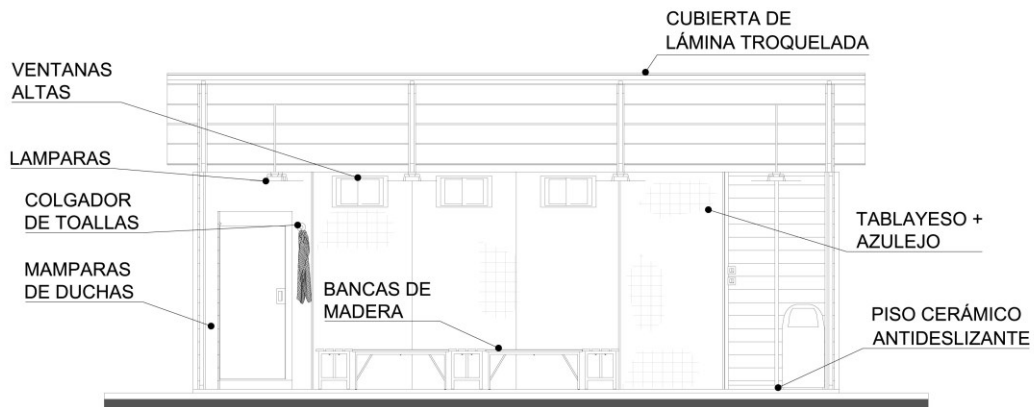 CUBIERTA DE
LÁMINA TROQUELADA
VENTANAS
ALTAS
LAMPARAS
COLGADOR
DE TOALLAS
MAMPARAS
DE DUCHAS
BANCAS DE
MADERA
TABLAYESO +
AZULEJO
PISO CERÁMICO
ANTIDESLIZANTE